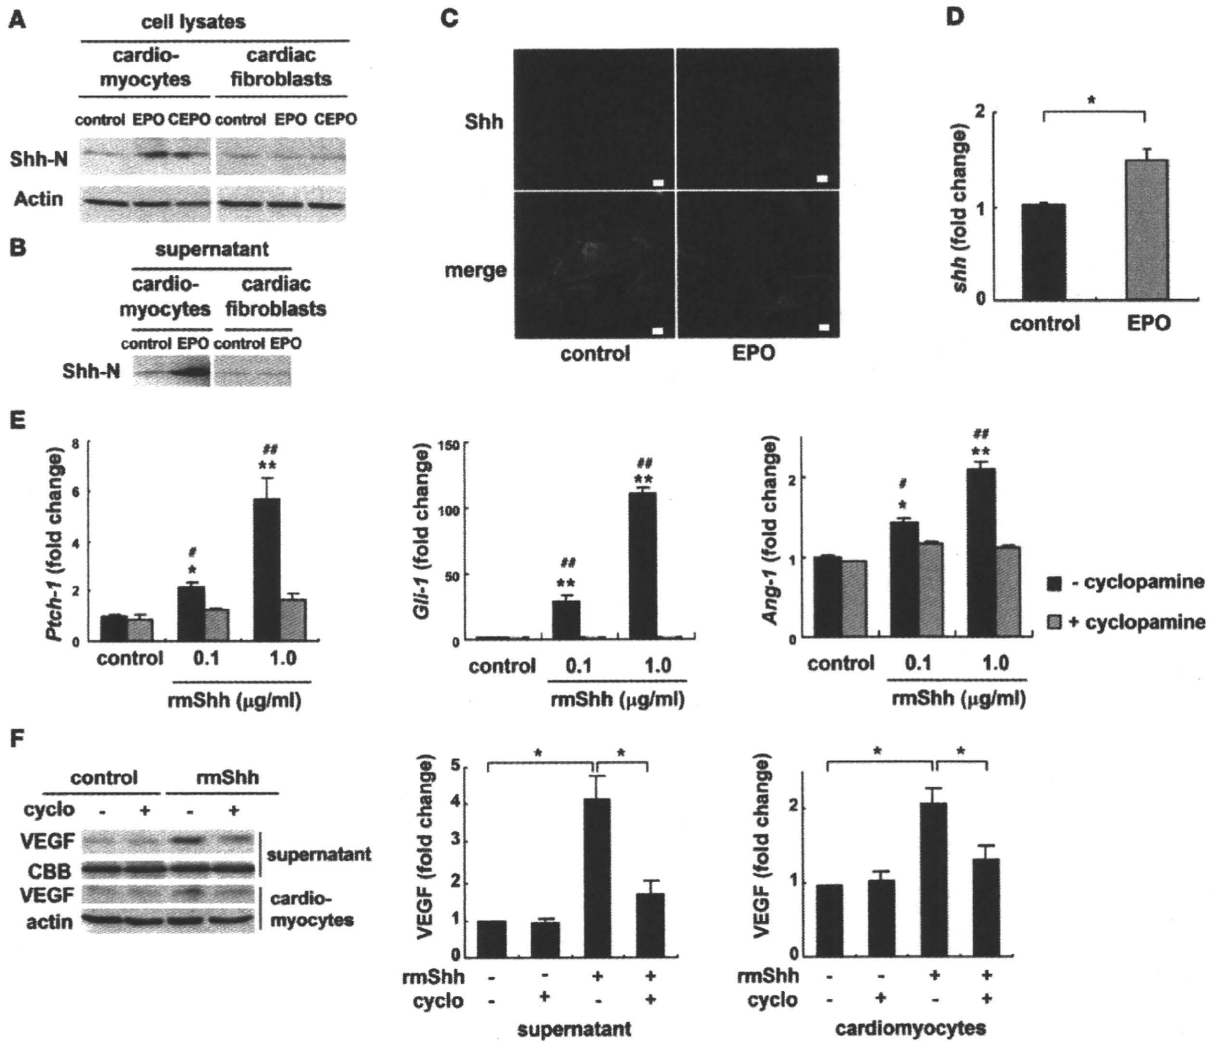 A
cell lysates
cardio-
myocytes
cardiac
fibroblasts
control EPO CEPO control EPO CEPO
Shh-N
Actin
B
supernatant
cardio-
myocytes
cardiac
fibroblasts
control EPO control EPO
Shh-N
C
Shh
merge
control
EPO
D
shh (fold change)
2
1
0
*
control
EPO
E
Ptch-1 (fold change)
8
6
4
2
0
#
*
##
**
control
0.1
1.0
rmShh (µg/ml)
Gli-1 (fold change)
150
100
50
0
##
**
##
**
control
0.1
1.0
rmShh (µg/ml)
Ang-1 (fold change)
2
1
0
#
*
##
**
control
0.1
1.0
rmShh (µg/ml)
- cyclopamine
+ cyclopamine
F
control
rmShh
cyclo - + - +
VEGF
CBB
supernatant
VEGF
actin
cardio-
myocytes
VEGF (fold change)
5
4
3
2
1
0
* *
rmShh - - + +
cyclo - + - +
supernatant
VEGF (fold change)
2
1
0
* *
rmShh - - + +
cyclo - + - +
cardiomyocytes